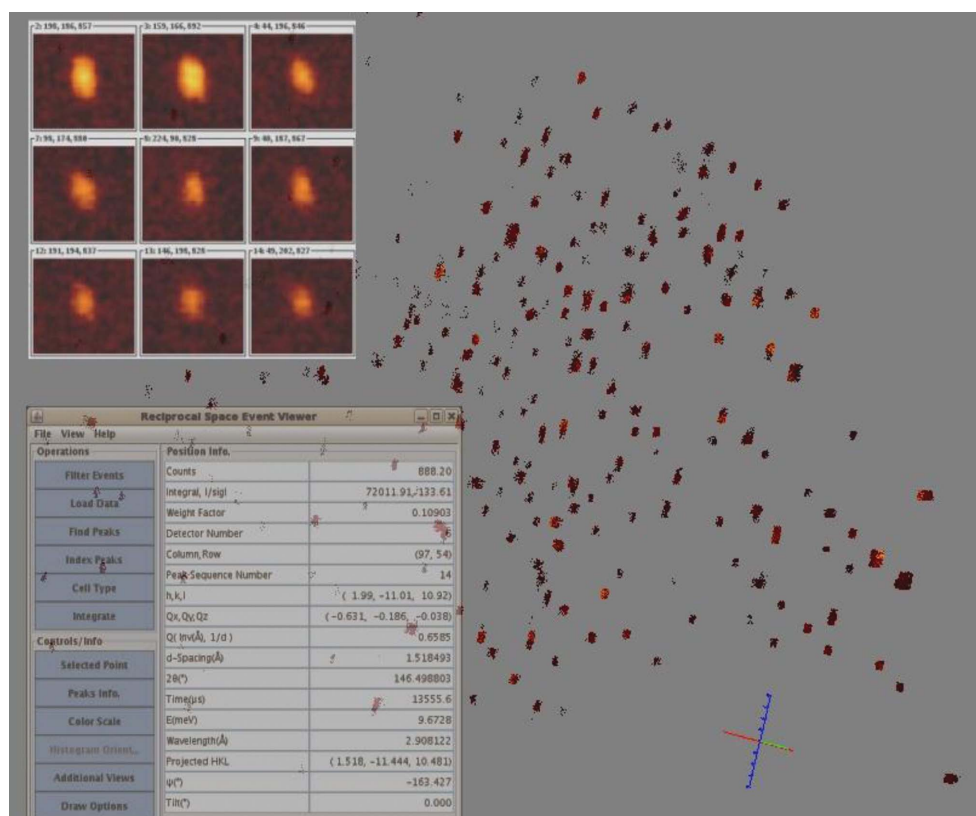 2: 198, 186, 857
3: 159, 166, 892
4: 44, 196, 846
7: 98, 174, 880
8: 224, 90, 828
9: 40, 187, 867
12: 191, 194, 837
13: 146, 198, 828
14: 49, 202, 827
Reciprocal Space Event Viewer
File View Help
Operations
Filter Events
Load Data
Find Peaks
Index Peaks
Cell Type
Integrate
Controls/Info
Selected Point
Peaks Info.
Color Scale
Histogram Orient...
Additional Views
Draw Options
Position Info.
Counts 888.20
Integral, I/sigI 72011.91, 133.61
Weight Factor 0.10903
Detector Number 6
Column,Row (97, 54)
Peak Sequence Number 14
h,k,l ( 1.99, -11.01, 10.92)
Qx,Qy,Qz (-0.631, -0.186, -0.038)
Q( Inv(Å), 1/d ) 0.6585
d-Spacing(Å) 1.518493
2θ(°) 146.498803
Time(μs) 13555.6
E(meV) 9.6728
Wavelength(Å) 2.908122
Projected HKL ( 1.518, -11.444, 10.481)
ψ(°) -163.427
Tilt(°) 0.000